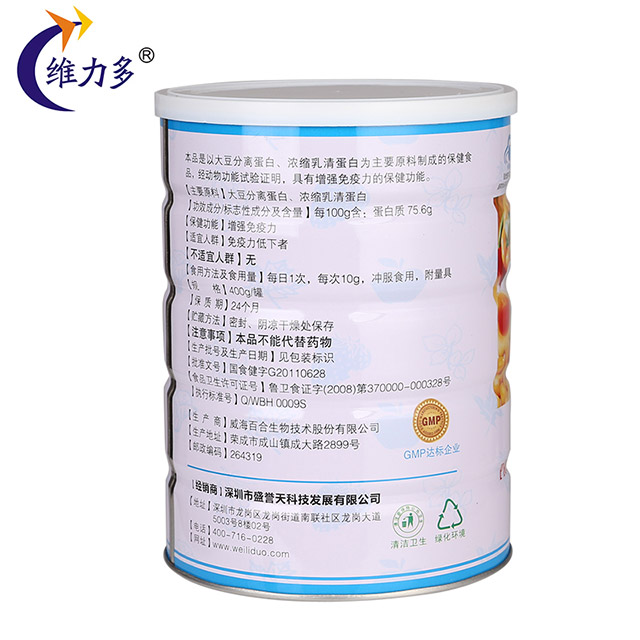 维力多®
本品是以大豆分离蛋白、浓缩乳清蛋白为主要原料制成的保健食
品，经动物功能试验证明，具有增强免疫力的保健功能。
【主要原料】大豆分离蛋白、浓缩乳清蛋白
【功效成分/标志性成分及含量】每100g含：蛋白质 75.6g
【保健功能】增强免疫力
【适宜人群】免疫力低下者
【不适宜人群】无
【食用方法及食用量】每日1次，每次10g，冲服食用，附量具
【规 格】400g/罐
【保 质 期】24个月
【贮藏方法】密封、阴凉干燥处保存
【注意事项】本品不能代替药物
【生产批号及生产日期】见包装标识
【批准文号】国食健字G20110628
【食品卫生许可证号】鲁卫食证字(2008)第370000-000328号
【执行标准号】Q/WBH 0009S
【生 产 商】威海百合生物技术股份有限公司
【生产地址】荣成市成山镇成大路2899号
【邮政编码】264319
GMP
GMP达标企业
【经销商】深圳市盛誉天科技发展有限公司
【地址】深圳市龙岗区龙岗街道南联社区龙岗大道
5003号8楼02号
【电话】400-716-0228
【网址】www.weiliduo.com
清洁卫生 绿化环境